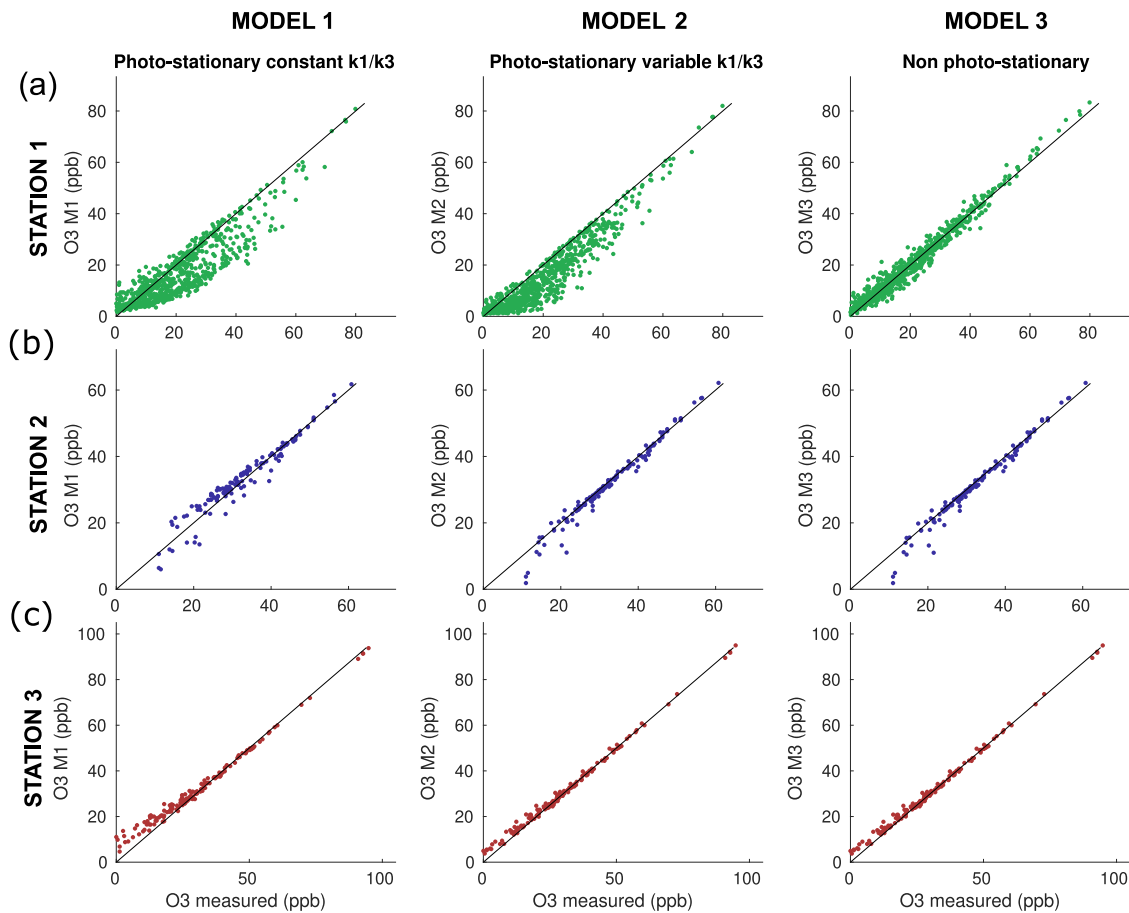 MODEL 1 MODEL 2 MODEL 3
Photo-stationary constant k1/k3 Photo-stationary variable k1/k3 Non photo-stationary
(a)
STATION 1
O3 M1 (ppb)
80
60
40
20
0
0 20 40 60 80
O3 M2 (ppb)
80
60
40
20
0
0 20 40 60 80
O3 M3 (ppb)
80
60
40
20
0
0 20 40 60 80
(b)
STATION 2
O3 M1 (ppb)
60
40
20
0
0 20 40 60
O3 M2 (ppb)
60
40
20
0
0 20 40 60
O3 M3 (ppb)
60
40
20
0
0 20 40 60
(c)
STATION 3
O3 M1 (ppb)
100
80
60
40
20
0
0 50 100
O3 measured (ppb)
O3 M2 (ppb)
100
80
60
40
20
0
0 50 100
O3 measured (ppb)
O3 M3 (ppb)
100
80
60
40
20
0
0 50 100
O3 measured (ppb)